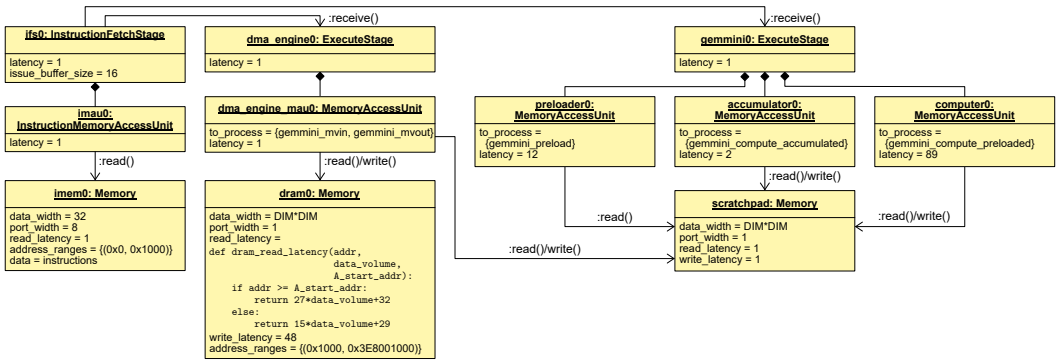 :receive()
:receive()
ifs0: InstructionFetchStage
latency = 1
issue_buffer_size = 16
dma_engine0: ExecuteStage
latency = 1
gemmini0: ExecuteStage
latency = 1
imau0:
InstructionMemoryAccessUnit
latency = 1
dma_engine_mau0: MemoryAccessUnit
to_process = {gemmini_mvin, gemmini_mvout}
latency = 1
preloader0:
MemoryAccessUnit
to_process =
{gemmini_preload}
latency = 12
accumulator0:
MemoryAccessUnit
to_process =
{gemmini_compute_accumulated}
latency = 2
computer0:
MemoryAccessUnit
to_process =
{gemmini_compute_preloaded}
latency = 89
:read()
:read()/write()
:read()/write()
imem0: Memory
data_width = 32
port_width = 8
read_latency = 1
address_ranges = {(0x0, 0x1000)}
data = instructions
dram0: Memory
data_width = DIM*DIM
port_width = 1
read_latency =
def dram_read_latency(addr,
data_volume,
A_start_addr):
if addr >= A_start_addr:
return 27*data_volume+32
else:
return 15*data_volume+29
write_latency = 48
address_ranges = {(0x1000, 0x3E8001000)}
:read()
:read()/write()
:read()/write()
scratchpad: Memory
data_width = DIM*DIM
port_width = 1
read_latency = 1
write_latency = 1